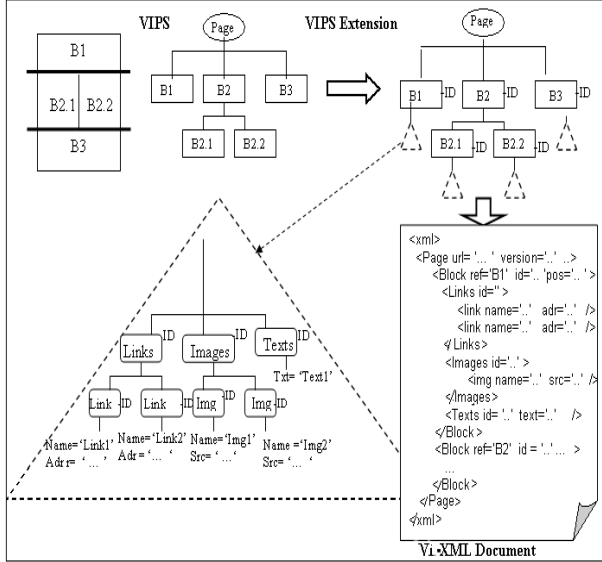 VIPS
Page
VIPS Extension
Page
B1
B2.1 B2.2
B3
B1 B2 B3
B2.1 B2.2
B1 -ID B2 -ID B3 -ID
B2.1 -ID B2.2 -ID
Links ID Images ID Texts ID
Txt= 'Text1'
Link -ID Link -ID Img -ID Img -ID
Name='Link1'
Adr r= '...'
Name='Link2'
Adr= '...'
Name='Img1'
Src= '...'
Name ='Img2'
Src= '...'
<xml>
<Page url= '... ' version='..' ..>
<Block ref='B1' id='.. 'pos='.. '>
<Links id='' >
<link name='..' adr='..' />
<link name='..' adr='..' />
</ Links>
<Images id='..' >
<img name='..' src='..' />
</Images>
<Texts id= '..' text='..' />
</Block>
<Block ref='B2' id = '..' ... >
...
</Block>
</Page>
</xml>
Vi-XML Document